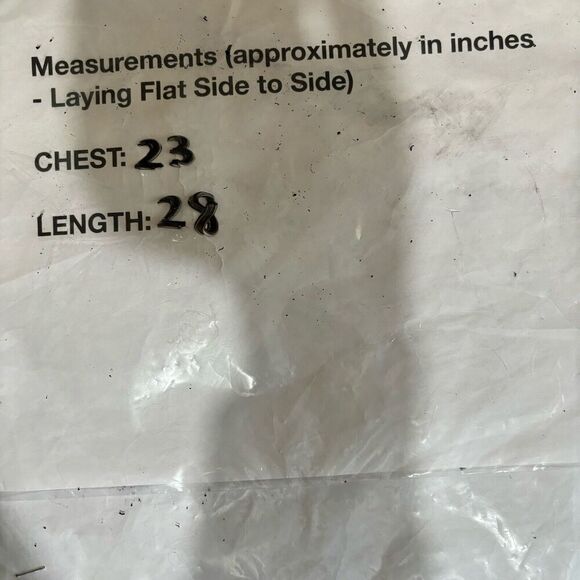 Measurements (approximately in inches
- Laying Flat Side to Side)
CHEST: 23
LENGTH: 28